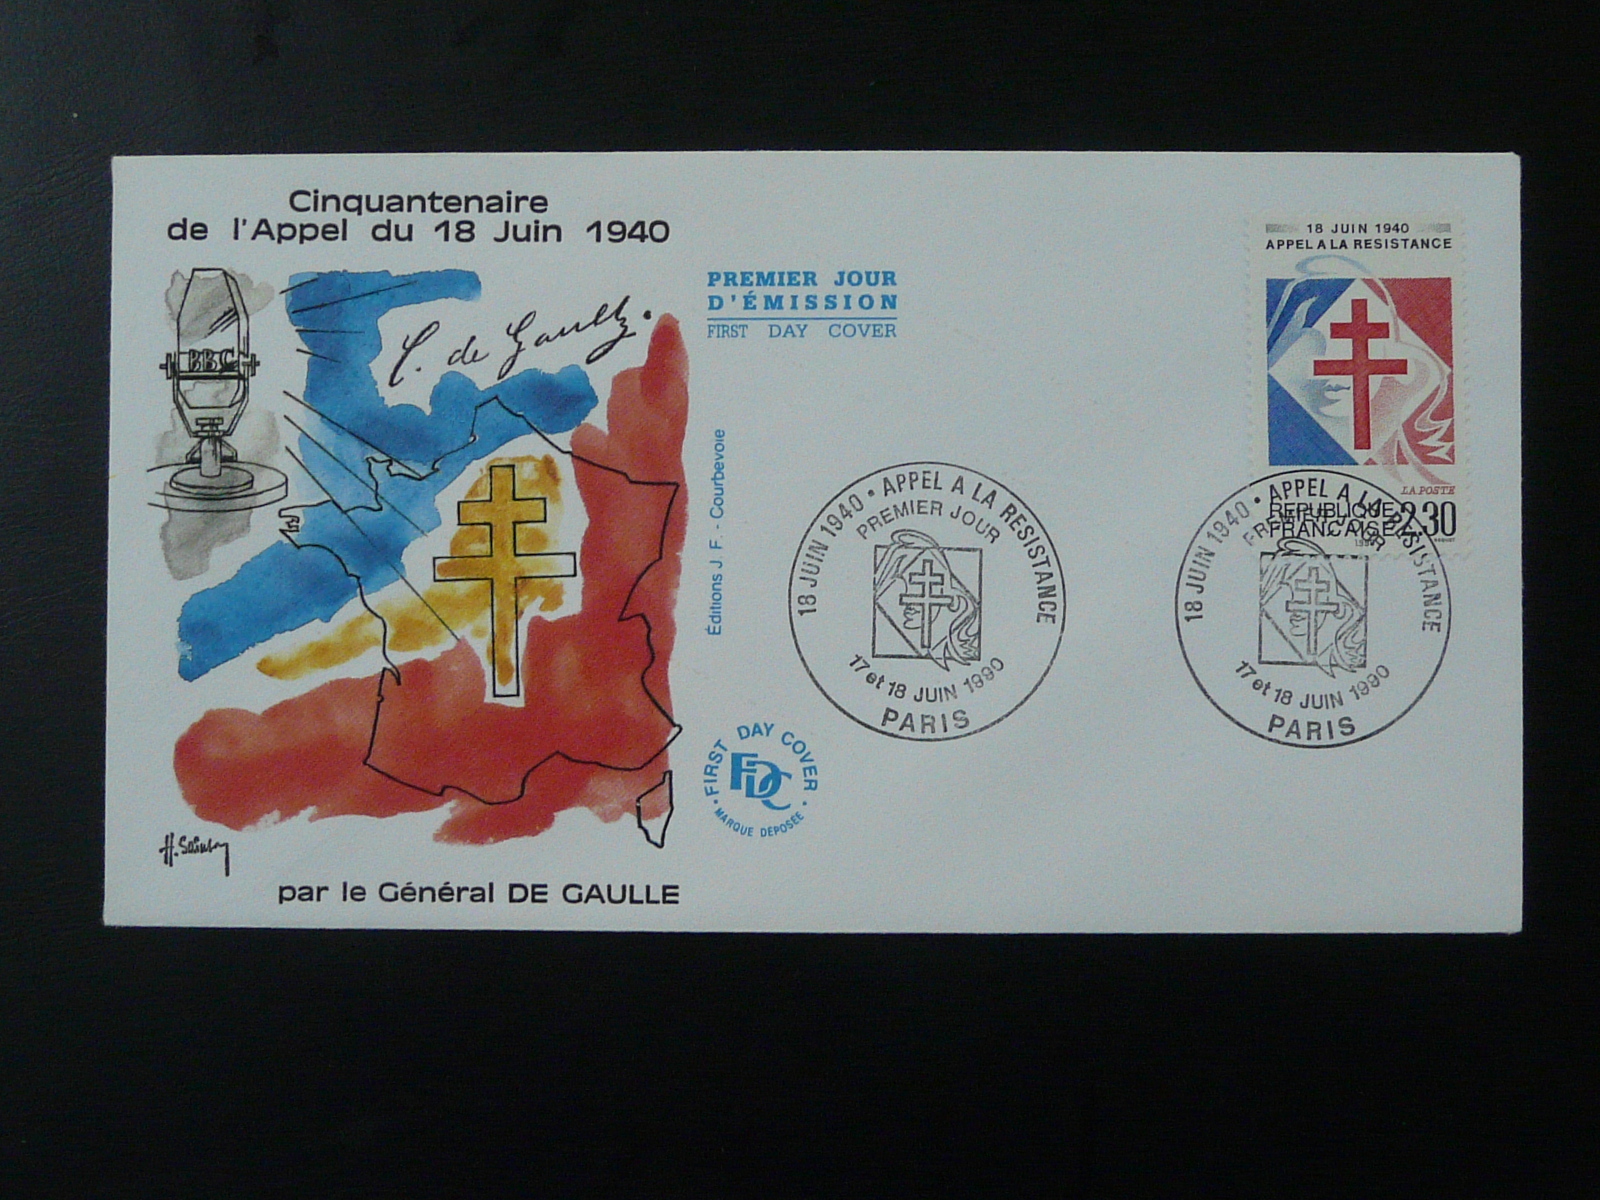 Cinquantenaire
de l'Appel du 18 Juin 1940
BBC
C. de Gaulle.
par le Général DE GAULLE
PREMIER JOUR
D'ÉMISSION
FIRST DAY COVER
Éditions J. F. - Courbevoie
FIRST DAY COVER
FDC
MARQUE DÉPOSÉE
18 JUIN 1940 • APPEL A LA RESISTANCE
PREMIER JOUR
17 et 18 JUIN 1990
PARIS
18 JUIN 1940
APPEL A LA RESISTANCE
LA POSTE
REPUBLIQUE
FRANCAISE
2,30
18 JUIN 1940 • APPEL A LA RESISTANCE
PREMIER JOUR
17 et 18 JUIN 1990
PARIS